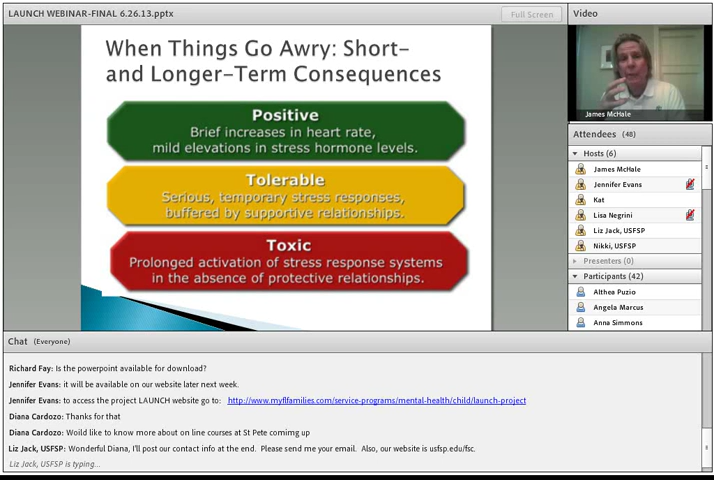 LAUNCH WEBINAR-FINAL 6.26.13.pptx
Full Screen
When Things Go Awry: Short-
and Longer-Term Consequences
Positive
Brief increases in heart rate,
mild elevations in stress hormone levels.
Tolerable
Serious, temporary stress responses,
buffered by supportive relationships.
Toxic
Prolonged activation of stress response systems
in the absence of protective relationships.
Video
James McHale
Attendees (48)
Hosts (6)
James McHale
Jennifer Evans
Kat
Lisa Negrini
Liz Jack, USFSP
Nikki, USFSP
Presenters (0)
Participants (42)
Althea Puzio
Angela Marcus
Anna Simmons
Chat (Everyone)
Richard Fay: Is the powerpoint available for download?
Jennifer Evans: it will be available on our website later next week.
Jennifer Evans: to access the project LAUNCH website go to: http://www.myflfamilies.com/service-programs/mental-health/child/launch-project
Diana Cardozo: Thanks for that
Diana Cardozo: Woild like to know more about on line courses at St Pete comimg up
Liz Jack, USFSP: Wonderful Diana, I'll post our contact info at the end. Please send me your email. Also, our website is usfsp.edu/fsc.
Liz Jack, USFSP is typing...